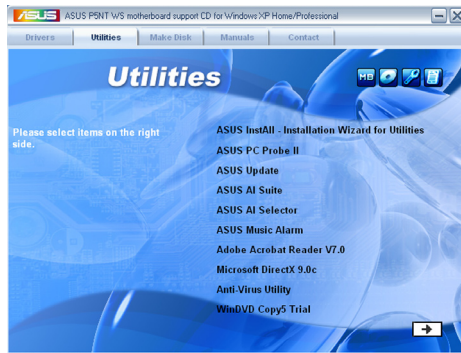 ASUS ASUS P5NT WS motherboard support CD for Windows XP Home/Professional
Drivers Utilities Make Disk Manuals Contact
Utilities
MB
Please select items on the right
side.
ASUS InstAll - Installation Wizard for Utilities
ASUS PC Probe II
ASUS Update
ASUS AI Suite
ASUS AI Selector
ASUS Music Alarm
Adobe Acrobat Reader V7.0
Microsoft DirectX 9.0c
Anti-Virus Utility
WinDVD Copy5 Trial